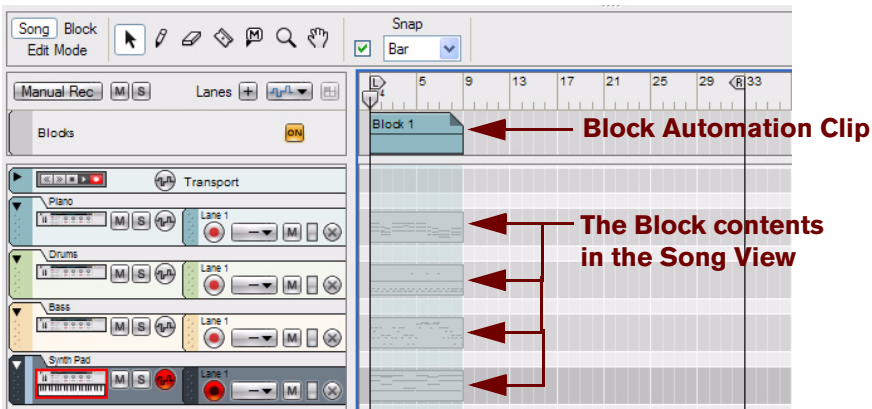 Song Block
Edit Mode
M
Snap
Bar
Manual Rec M S Lanes +
L 5 9 13 17 21 25 29 R 33
4
Blocks ON
Block 1
Block Automation Clip
Transport
Piano
M S Lane 1
M
The Block contents
in the Song View
Drums
M S Lane 1
M
Bass
M S Lane 1
M
Synth Pad
M S Lane 1
M